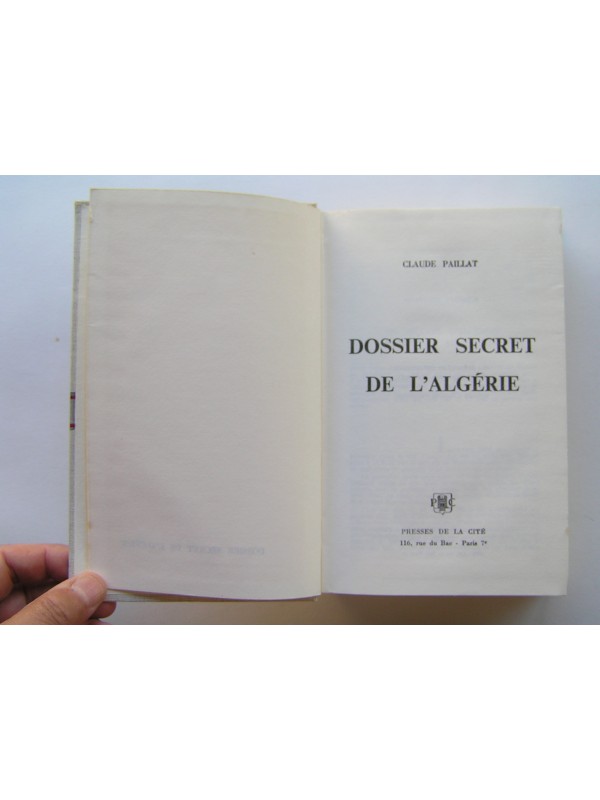 CLAUDE PAILLAT
DOSSIER SECRET
DE L'ALGÉRIE
P C
PRESSES DE LA CITÉ
116, rue du Bac - Paris 7e